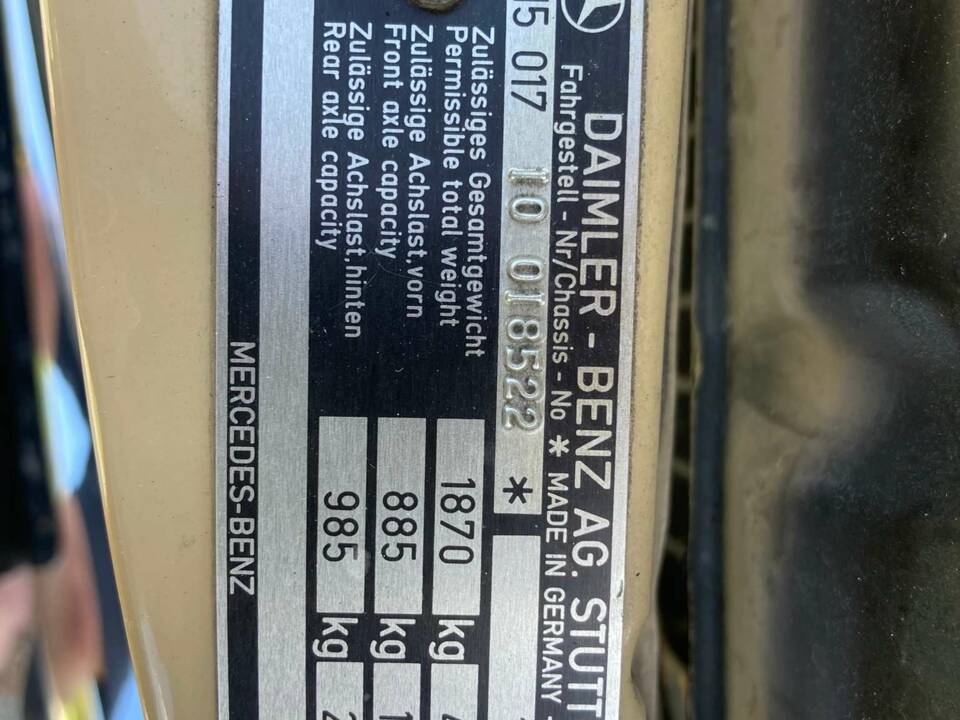 DAIMLER - BENZ AG. STUTT
Fahrgestell - Nr/Chassis - No * MADE IN GERMANY -
15 017 10 018522 *
Zulässiges Gesamtgewicht
Permissible total weight 1870 kg
Zulässige Achslast,vorn
Front axle capacity 885 kg
Zulässige Achslast,hinten
Rear axle capacity 985 kg
MERCEDES-BENZ